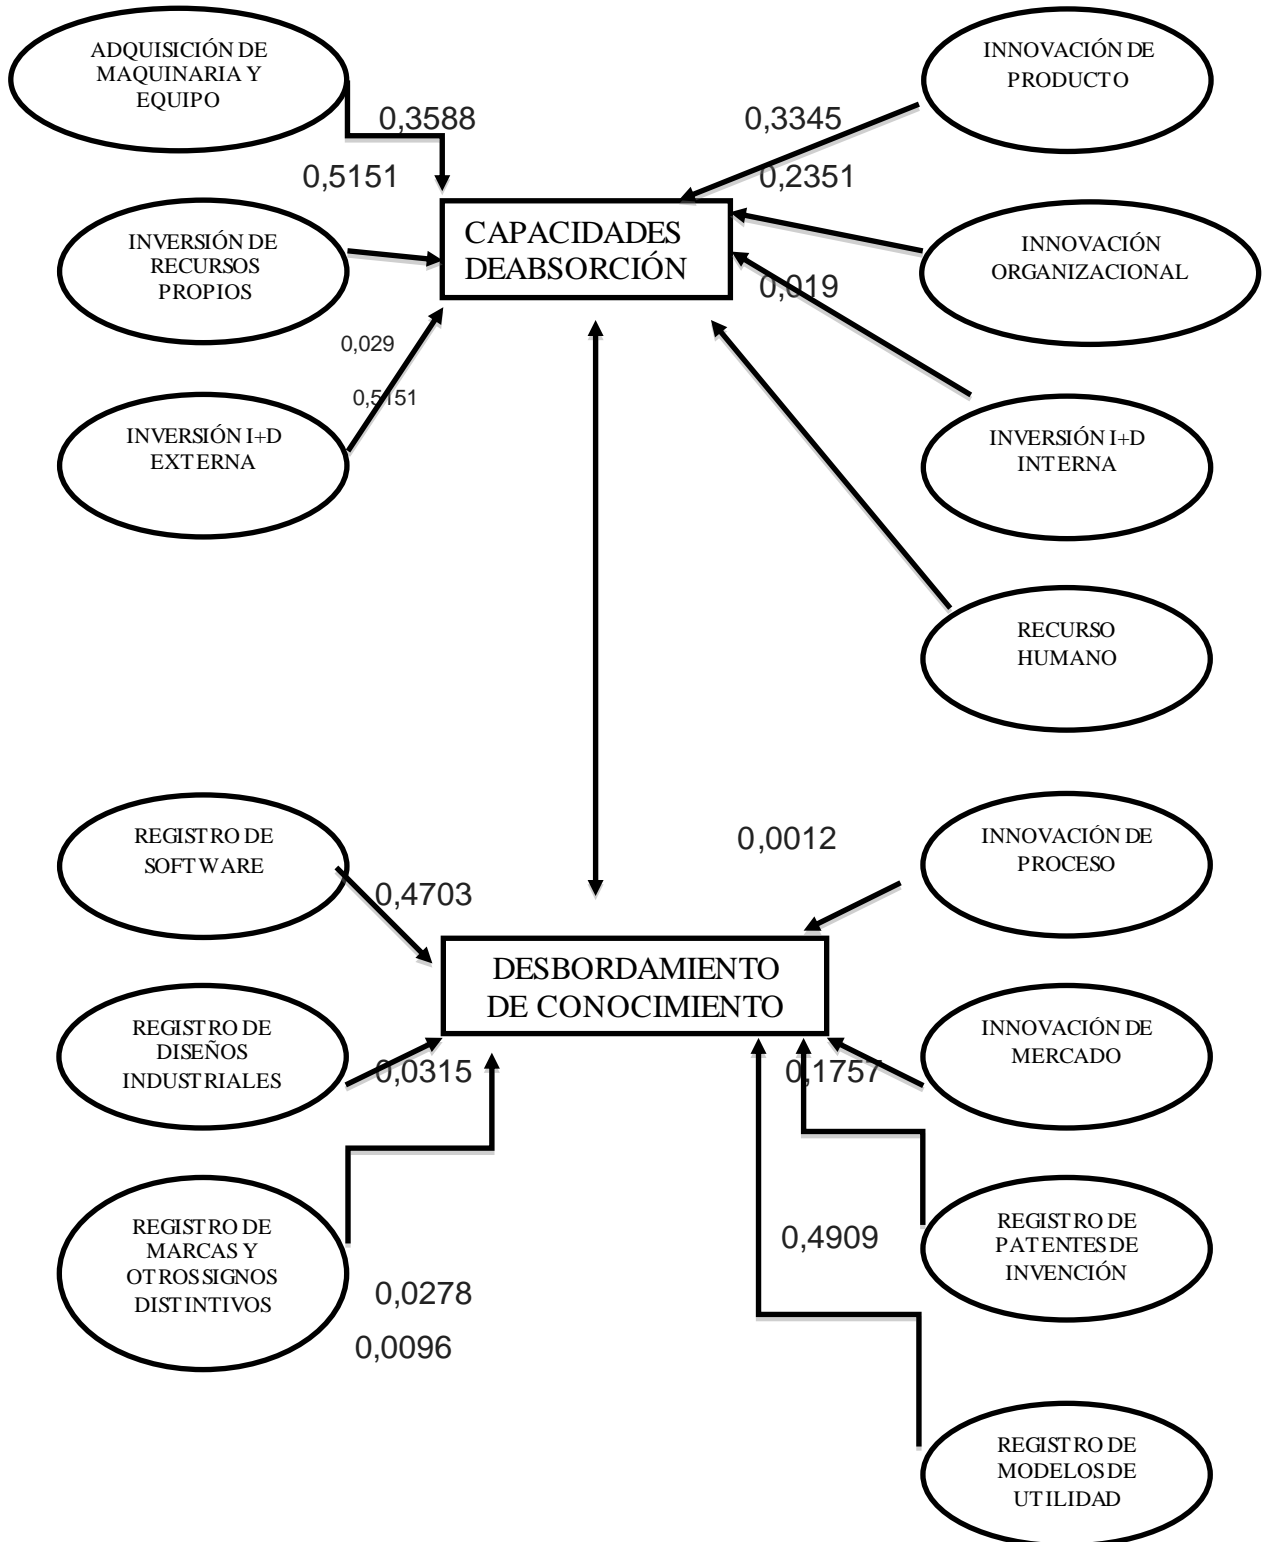 ADQUISICIÓN DE
MAQUINARIA Y
EQUIPO
INNOVACIÓN DE
PRODUCTO
0,3588
0,3345
0,5151
0,2351
INVERSIÓN DE
RECURSOS
PROPIOS
CAPACIDADES
DEABSORCIÓN
INNOVACIÓN
ORGANIZACIONAL
0,019
0,029
0,5151
INVERSIÓN I+D
EXTERNA
INVERSIÓN I+D
INTERNA
RECURSO
HUMANO
REGISTRO DE
SOFTWARE
0,0012
INNOVACIÓN DE
PROCESO
0,4703
DESBORDAMIENTO
DE CONOCIMIENTO
REGISTRO DE
DISEÑOS
INDUSTRIALES
INNOVACIÓN DE
MERCADO
0,0315
0,1757
REGISTRO DE
MARCAS Y
OTROS SIGNOS
DISTINTIVOS
0,4909
REGISTRO DE
PATENTES DE
INVENCIÓN
0,0278
0,0096
REGISTRO DE
MODELOS DE
UTILIDAD